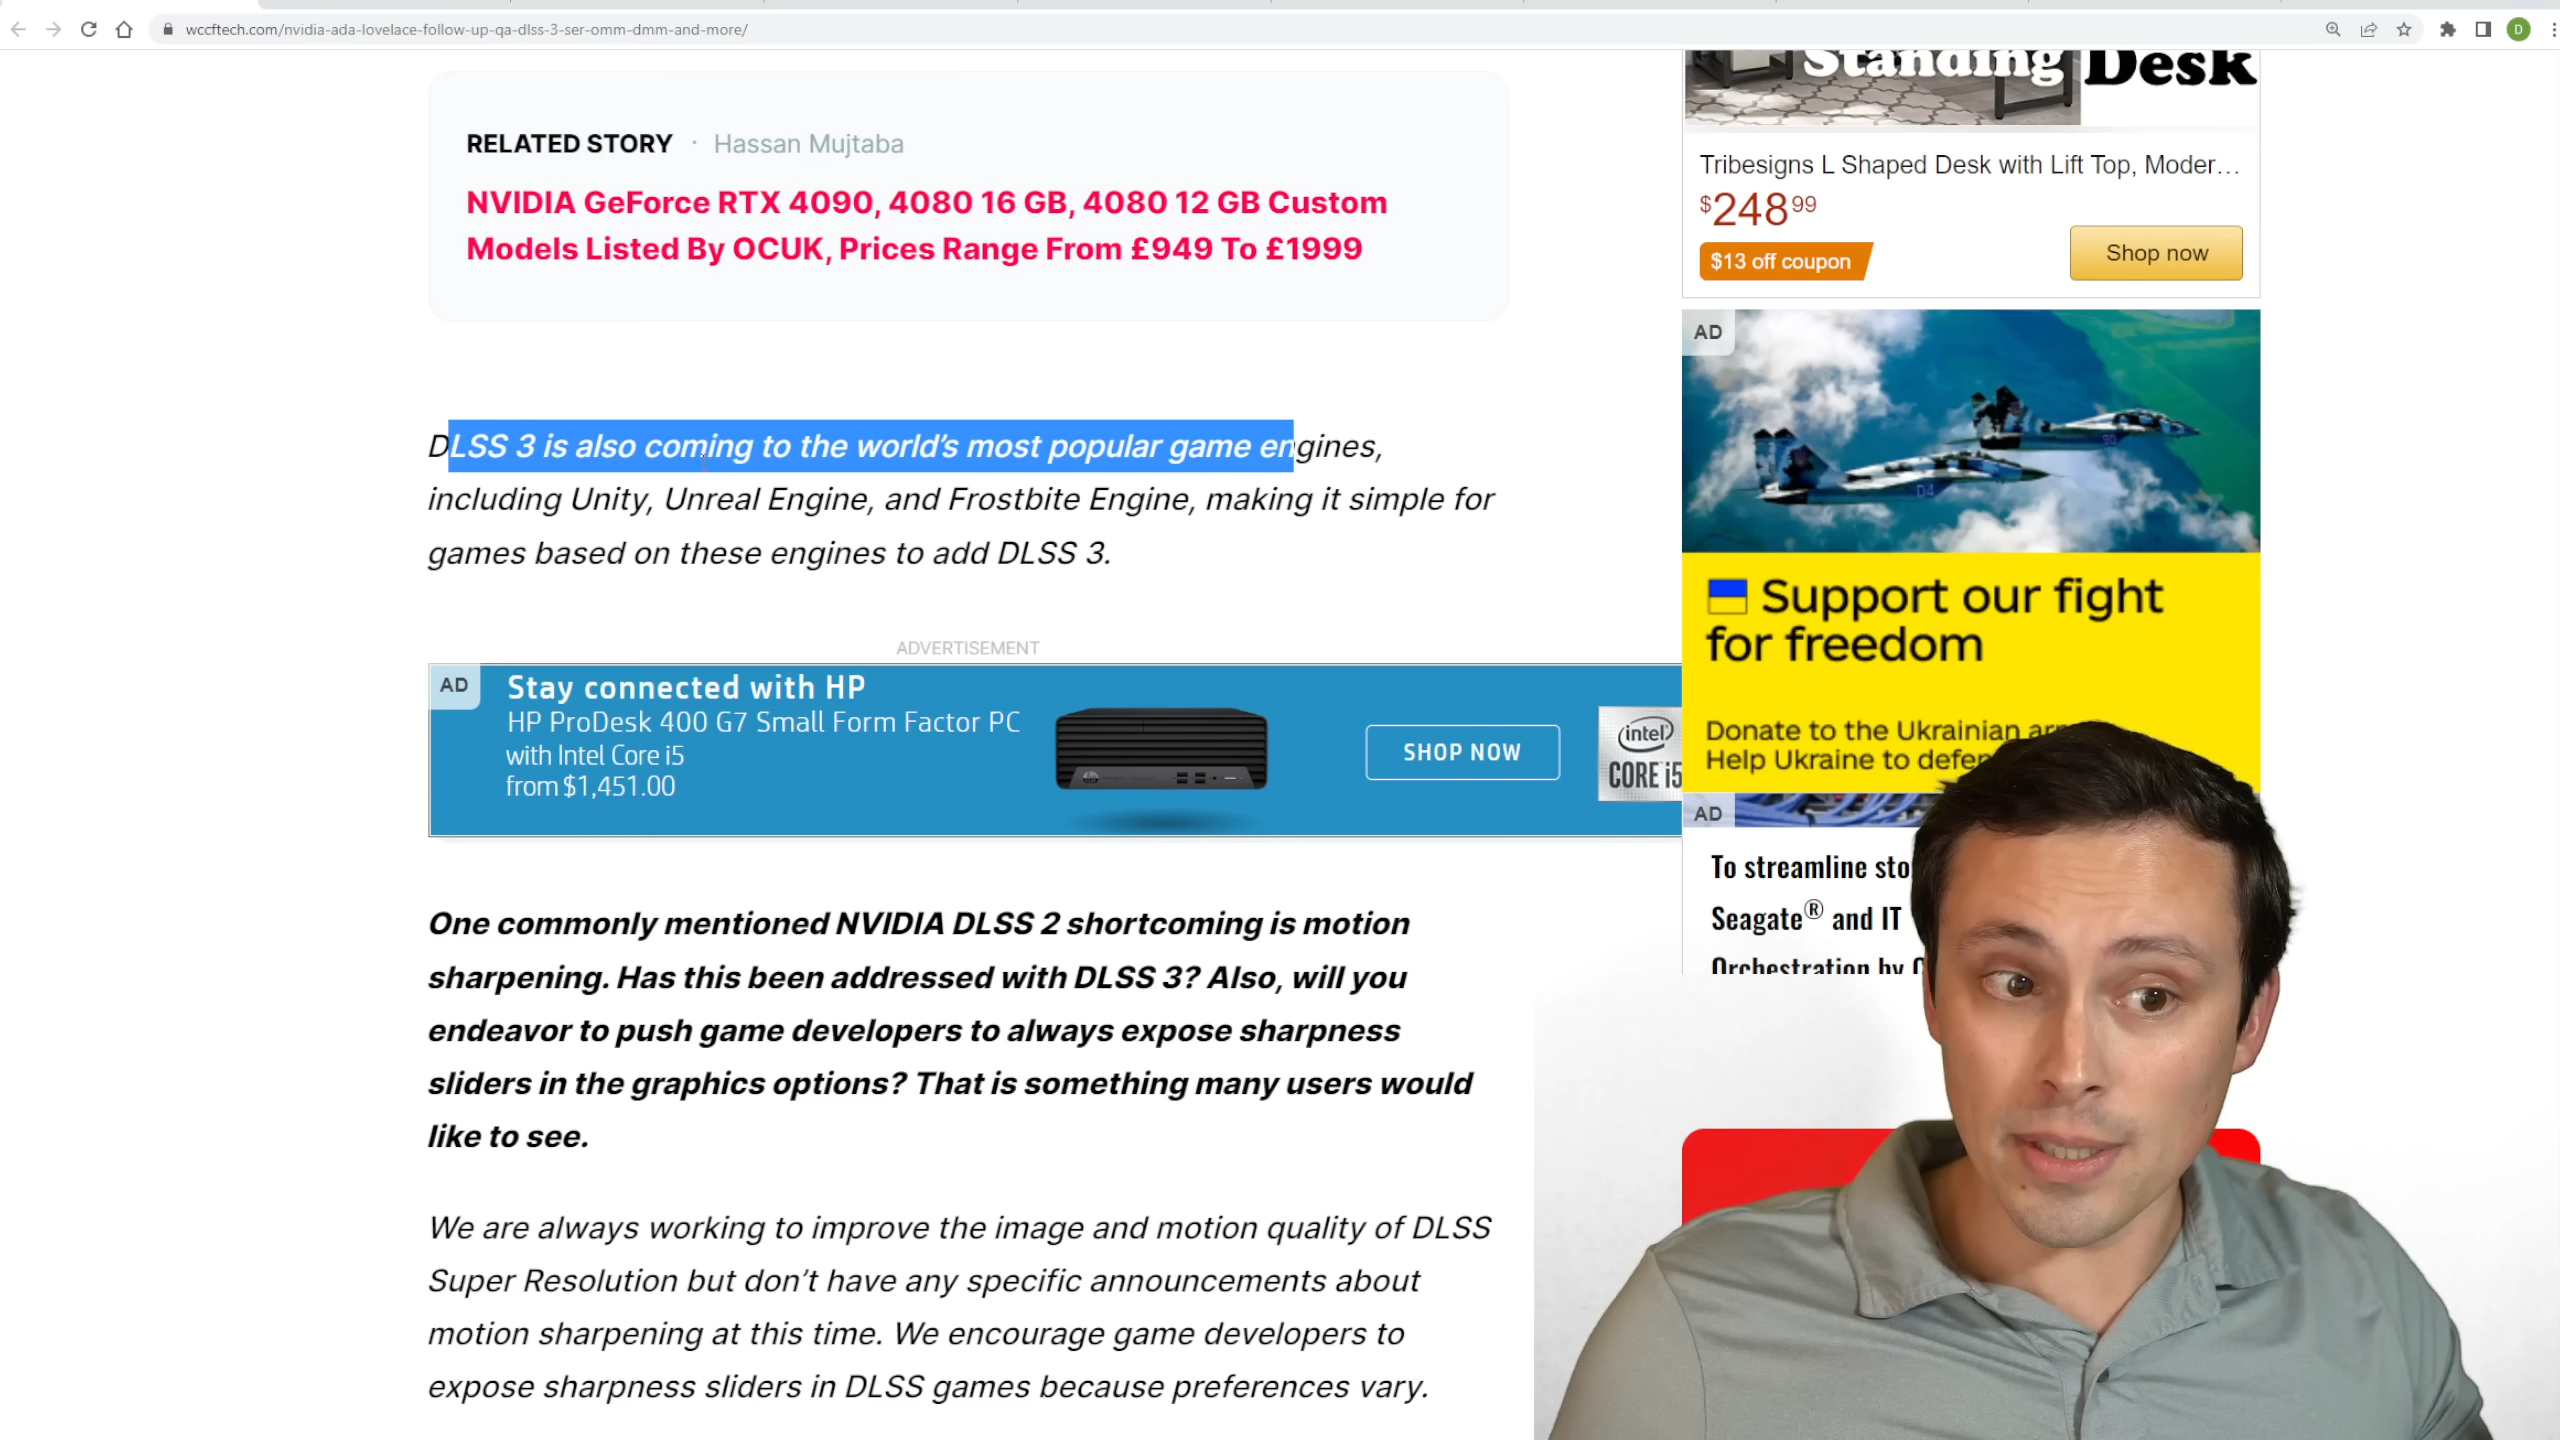 wccftech.com/nvidia-ada-lovelace-follow-up-qa-dlss-3-ser-omm-dmm-and-more/
D
RELATED STORY · Hassan Mujtaba
NVIDIA GeForce RTX 4090, 4080 16 GB, 4080 12 GB Custom
Models Listed By OCUK, Prices Range From £949 To £1999
DLSS 3 is also coming to the world's most popular game engines,
including Unity, Unreal Engine, and Frostbite Engine, making it simple for
games based on these engines to add DLSS 3.
ADVERTISEMENT
AD
Stay connected with HP
HP ProDesk 400 G7 Small Form Factor PC
with Intel Core i5
from $1,451.00
SHOP NOW
intel
CORE i5
One commonly mentioned NVIDIA DLSS 2 shortcoming is motion
sharpening. Has this been addressed with DLSS 3? Also, will you
endeavor to push game developers to always expose sharpness
sliders in the graphics options? That is something many users would
like to see.
We are always working to improve the image and motion quality of DLSS
Super Resolution but don't have any specific announcements about
motion sharpening at this time. We encourage game developers to
expose sharpness sliders in DLSS games because preferences vary.
Standing Desk
Tribesigns L Shaped Desk with Lift Top, Moder...
$248 99
$13 off coupon
Shop now
AD
Support our fight
for freedom
Donate to the Ukrainian
Help Ukraine to
AD
To streamline
Seagate® and IT
Orchestration by